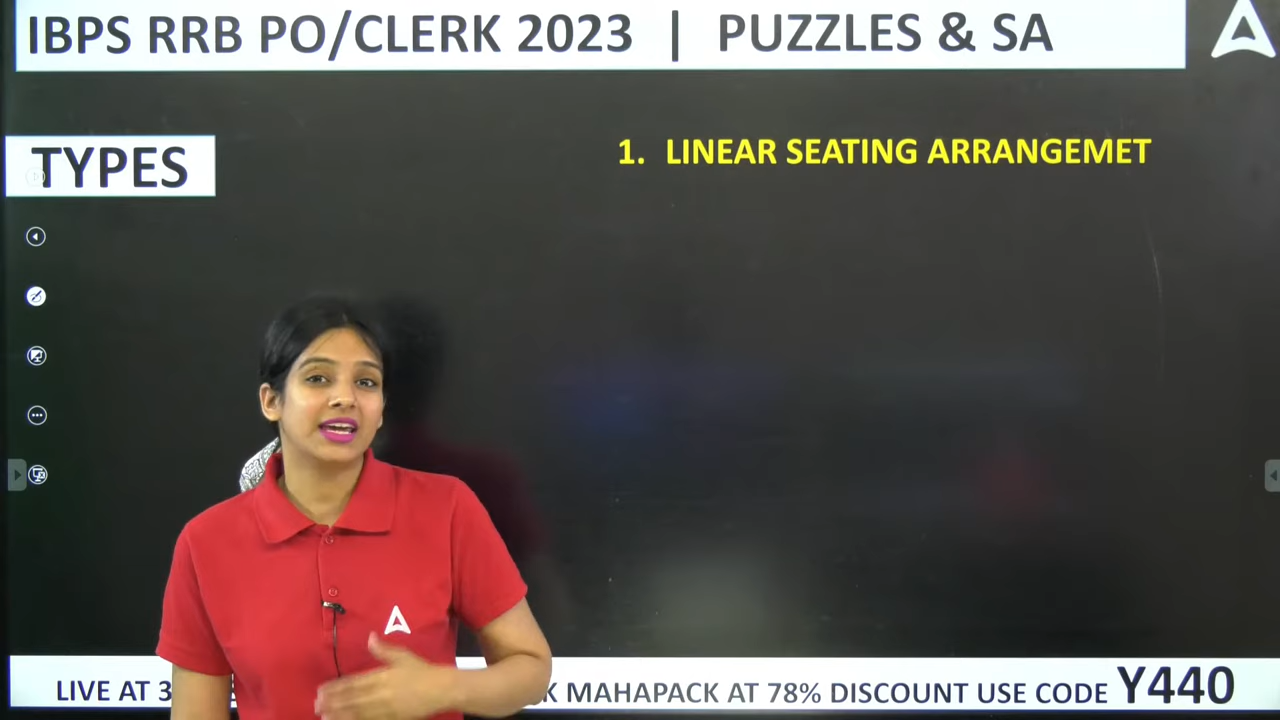 IBPS RRB PO/CLERK 2023 | PUZZLES & SA
TYPES
1. LINEAR SEATING ARRANGEMET
LIVE AT 3 K MAHAPACK AT 78% DISCOUNT USE CODE Y440